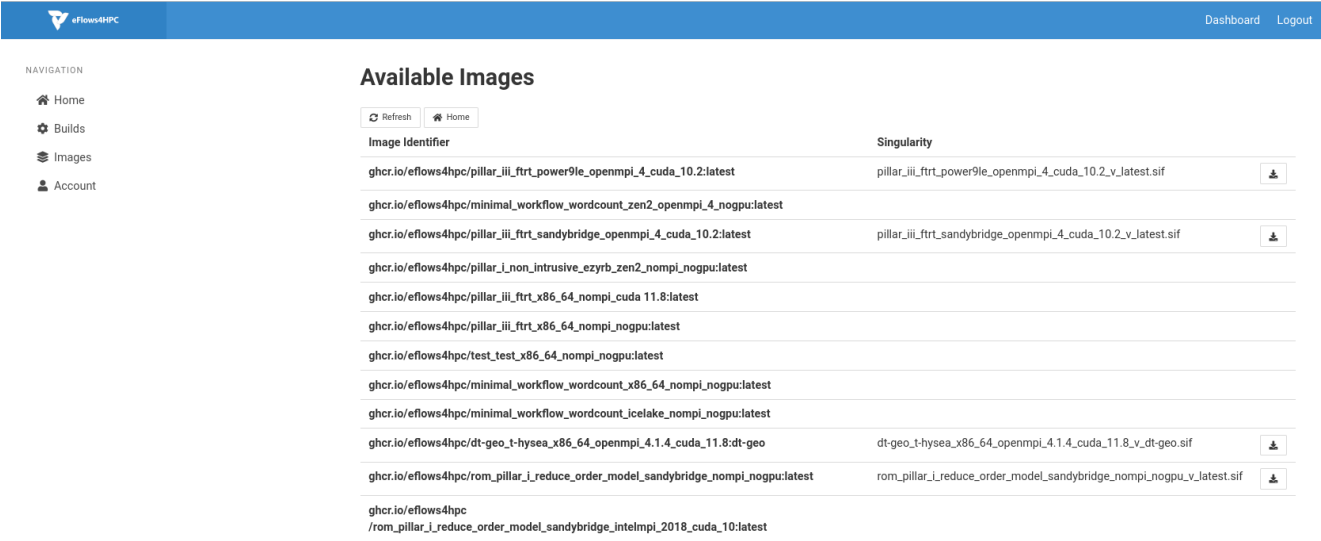 eFlows4HPC
Dashboard Logout
NAVIGATION
Home
Builds
Images
Account
Available Images
Refresh Home
Image Identifier Singularity
ghcr.io/eflows4hpc/pillar_iii_ftrt_power9le_openmpi_4_cuda_10.2:latest pillar_iii_ftrt_power9le_openmpi_4_cuda_10.2_v_latest.sif
ghcr.io/eflows4hpc/minimal_workflow_wordcount_zen2_openmpi_4_nogpu:latest
ghcr.io/eflows4hpc/pillar_iii_ftrt_sandybridge_openmpi_4_cuda_10.2:latest pillar_iii_ftrt_sandybridge_openmpi_4_cuda_10.2_v_latest.sif
ghcr.io/eflows4hpc/pillar_i_non_intrusive_ezyrb_zen2_nompi_nogpu:latest
ghcr.io/eflows4hpc/pillar_iii_ftrt_x86_64_nompi_cuda 11.8:latest
ghcr.io/eflows4hpc/pillar_iii_ftrt_x86_64_nompi_nogpu:latest
ghcr.io/eflows4hpc/test_test_x86_64_nompi_nogpu:latest
ghcr.io/eflows4hpc/minimal_workflow_wordcount_x86_64_nompi_nogpu:latest
ghcr.io/eflows4hpc/minimal_workflow_wordcount_icelake_nompi_nogpu:latest
ghcr.io/eflows4hpc/dt-geo_t-hysea_x86_64_openmpi_4.1.4_cuda_11.8:dt-geo dt-geo_t-hysea_x86_64_openmpi_4.1.4_cuda_11.8_v_dt-geo.sif
ghcr.io/eflows4hpc/rom_pillar_i_reduce_order_model_sandybridge_nompi_nogpu:latest rom_pillar_i_reduce_order_model_sandybridge_nompi_nogpu_v_latest.sif
ghcr.io/eflows4hpc
/rom_pillar_i_reduce_order_model_sandybridge_intelmpi_2018_cuda_10:latest